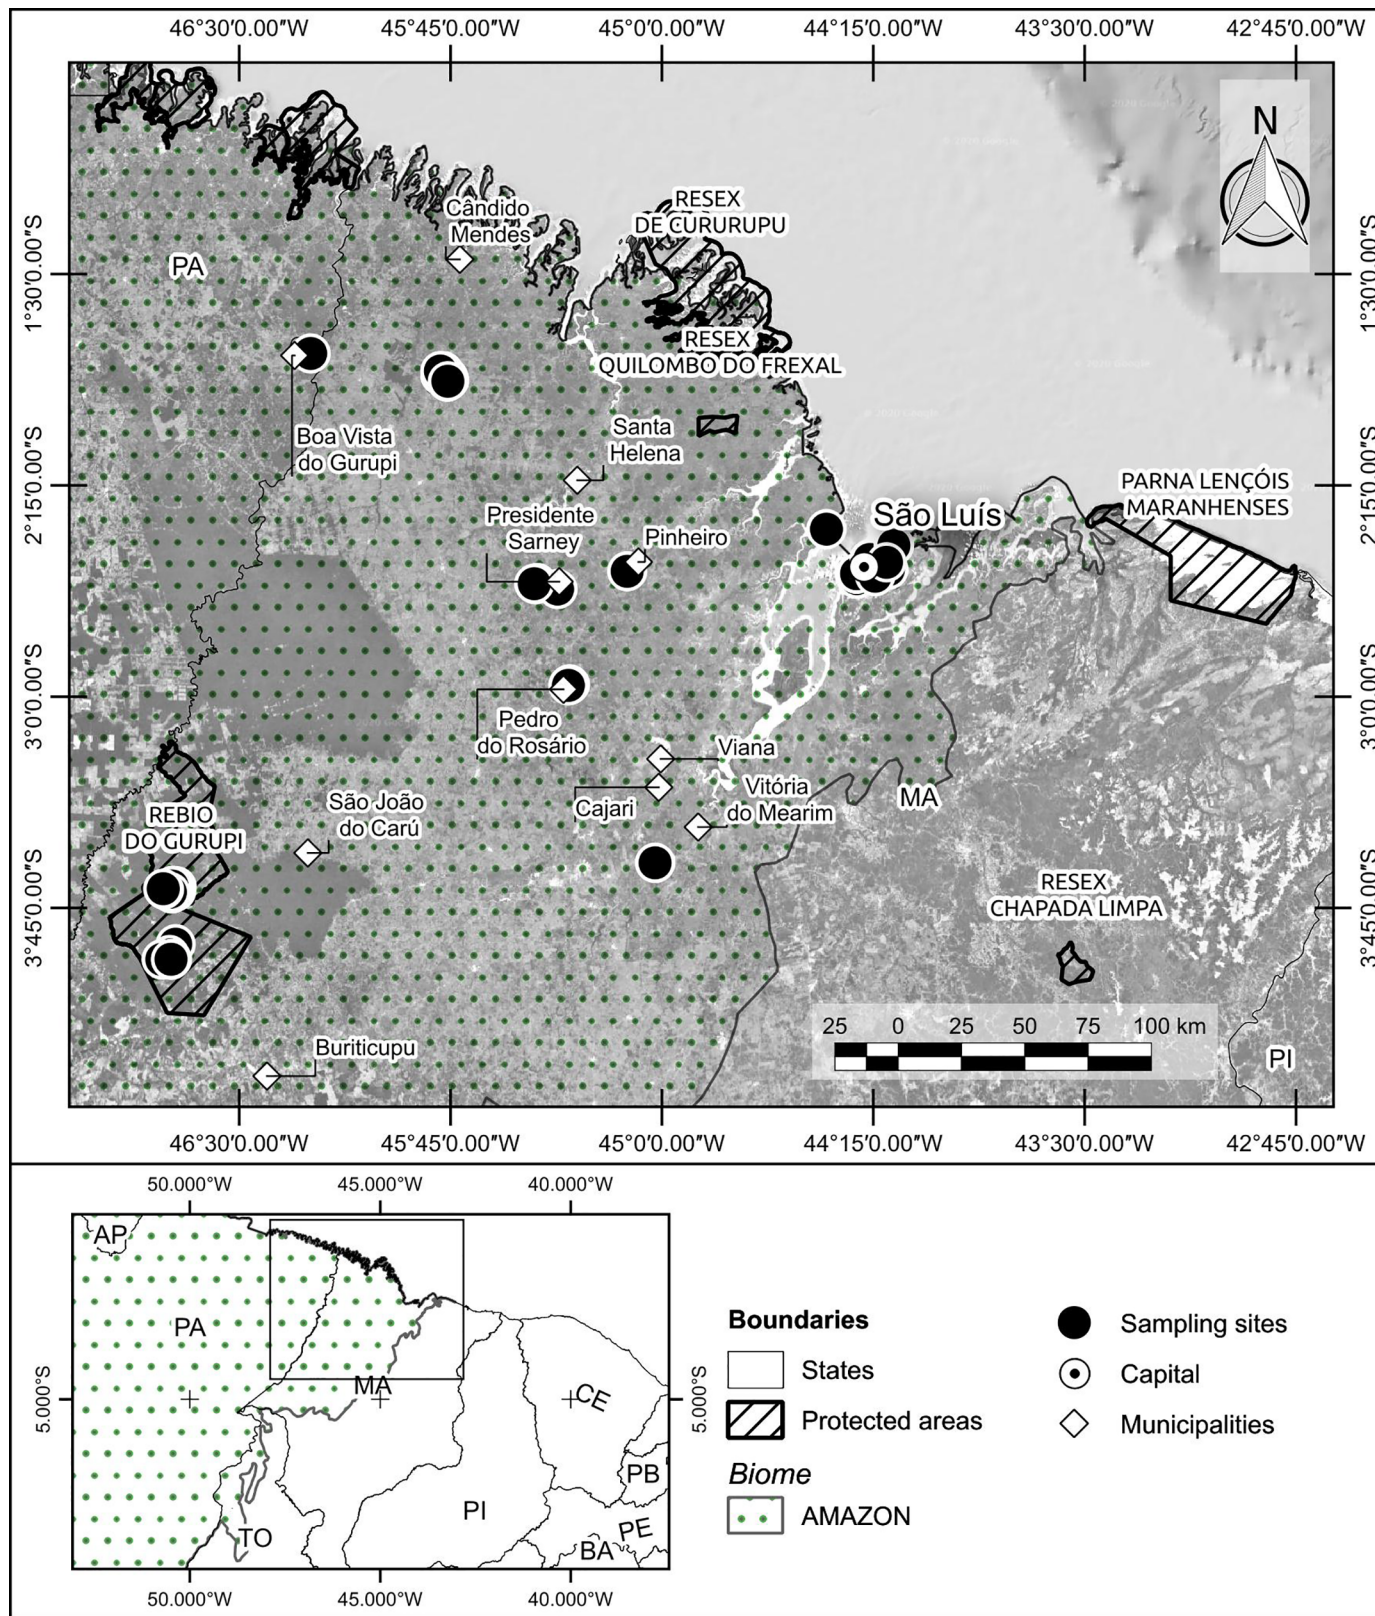 46°30'0.00"W 45°45'0.00"W 45°00'0.00"W 44°15'0.00"W 43°30'0.00"W 42°45'0.00"W
N
RESEX
DE CURURUPU
Cândido
Mendes
PA
1°30'0.00"S
1°30'0.00"S
RESEX
QUILOMBO DO FREXAL
Boa Vista
do Gurupi
Santa
Helena
2°15'0.00"S
2°15'0.00"S
PARNA LENÇÓIS
MARANHENSES
São Luís
Presidente
Sarney
Pinheiro
3°0'0.00"S
3°0'0.00"S
Pedro
do Rosário
Viana
Vitória
do Mearim
Cajari
MA
São João
do Carú
REBIO
DO GURUPI
RESEX
CHAPADA LIMPA
3°45'0.00"S
3°45'0.00"S
25 0 25 50 75 100 km
Buriticupu
PI
46°30'0.00"W 45°45'0.00"W 45°00'0.00"W 44°15'0.00"W 43°30'0.00"W 42°45'0.00"W
50.000°W 45.000°W 40.000°W
AP
PA
MA
CE
5.000°S
5.000°S
PB
PI
PE
TO
BA
50.000°W 45.000°W 40.000°W
Boundaries
States
Protected areas
Biome
AMAZON
Sampling sites
Capital
Municipalities